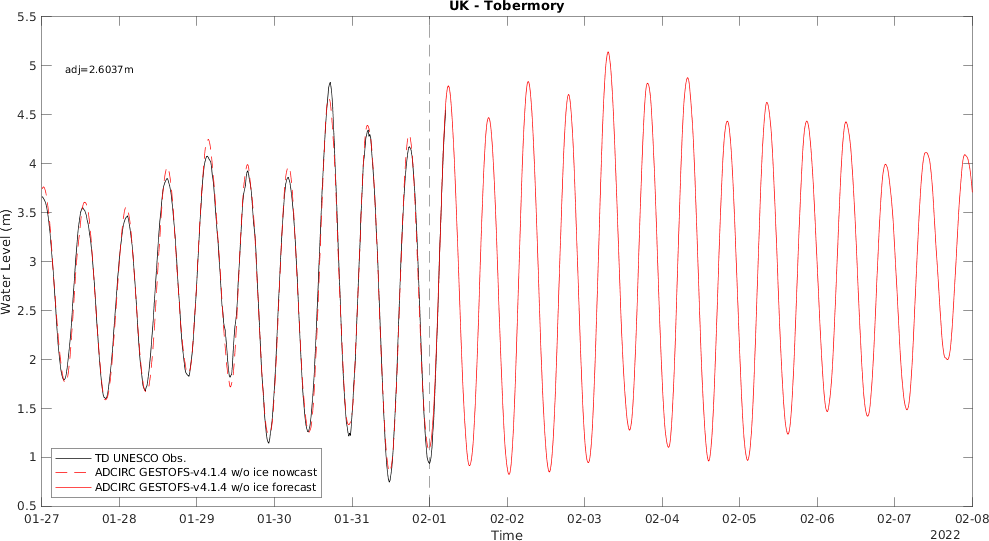 UK - Tobermory
5.5
5
4.5
4
3.5
3
2.5
2
1.5
1
0.5
Water Level (m)
adj=2.6037m
TD UNESCO Obs.
ADCIRC GESTOFS-v4.1.4 w/o ice nowcast
ADCIRC GESTOFS-v4.1.4 w/o ice forecast
01-27 01-28 01-29 01-30 01-31 02-01 02-02 02-03 02-04 02-05 02-06 02-07 02-08
Time
2022